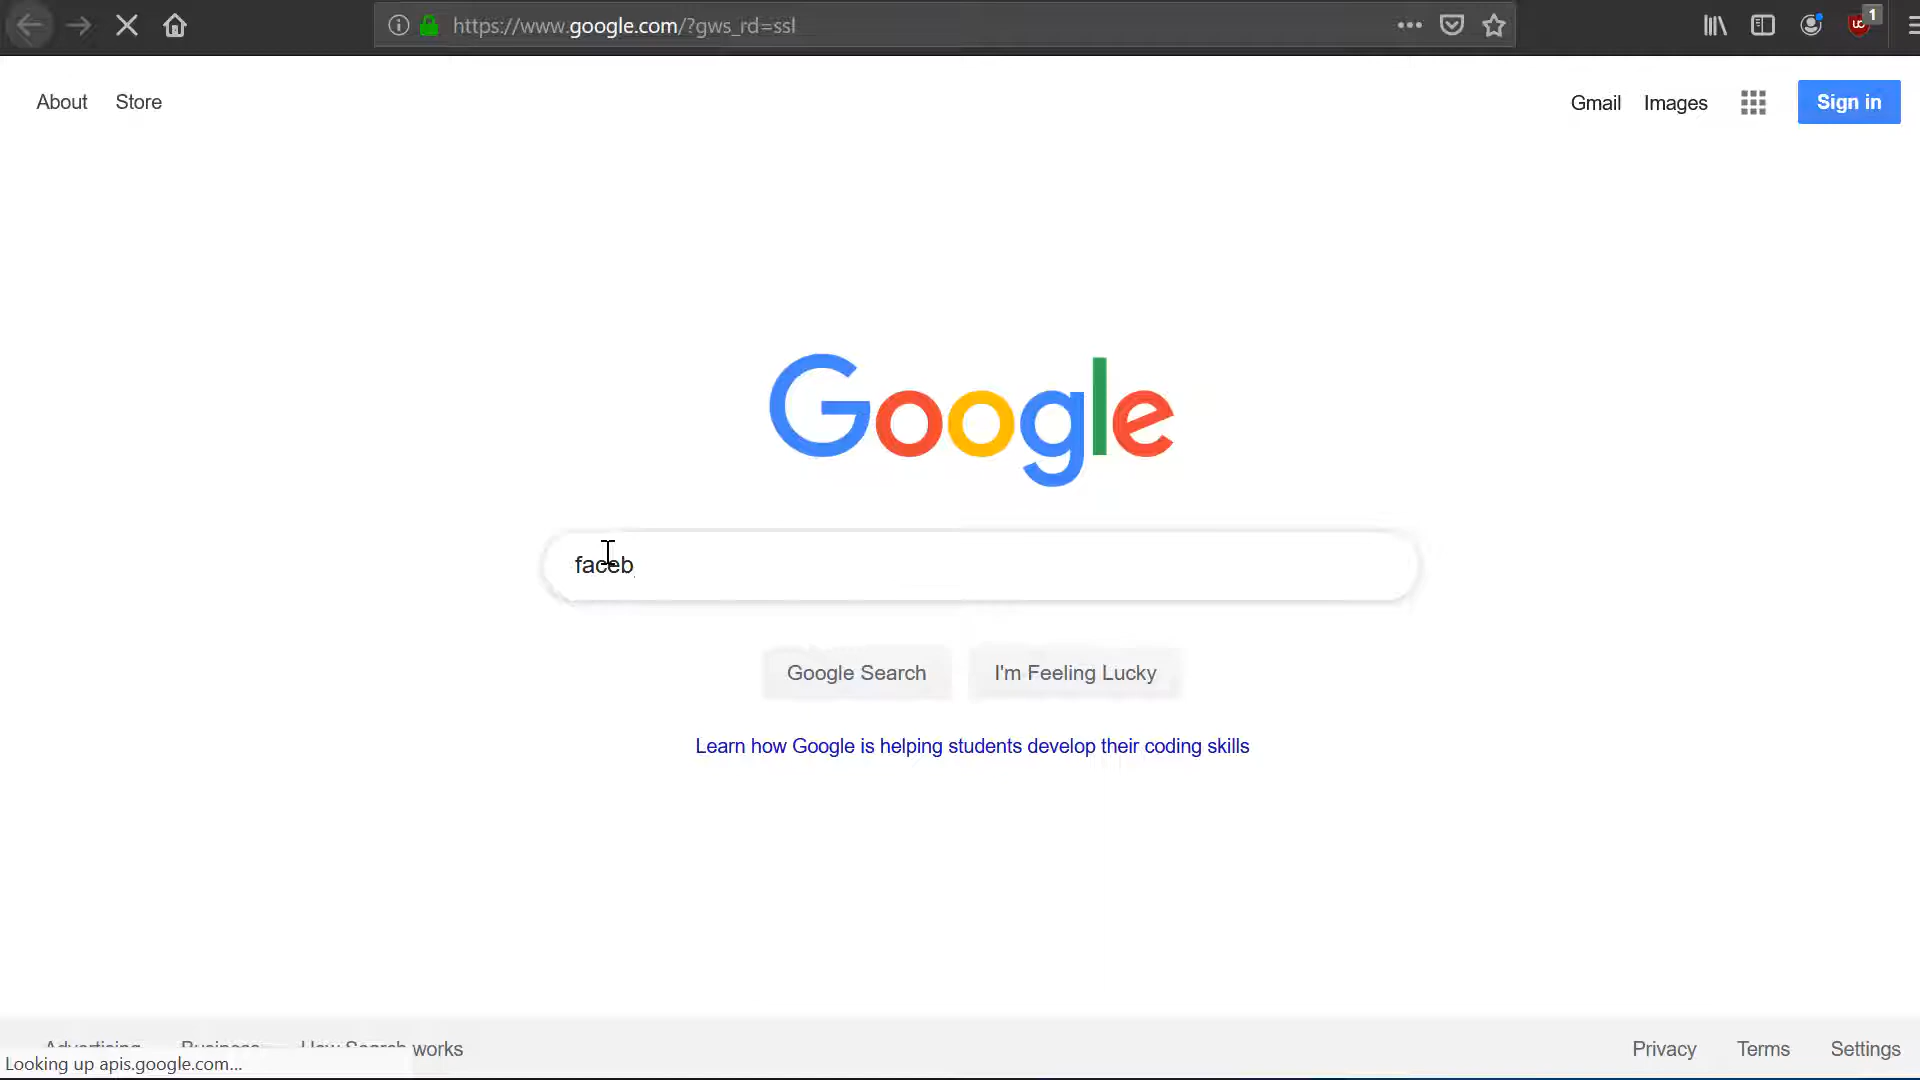 https://www.google.com/?gws_rd=ssl
1
About Store
Gmail Images Sign in
Google
faceb
Google Search I'm Feeling Lucky
Learn how Google is helping students develop their coding skills
Advertising Business How Search works
Privacy Terms Settings
Looking up apis.google.com...